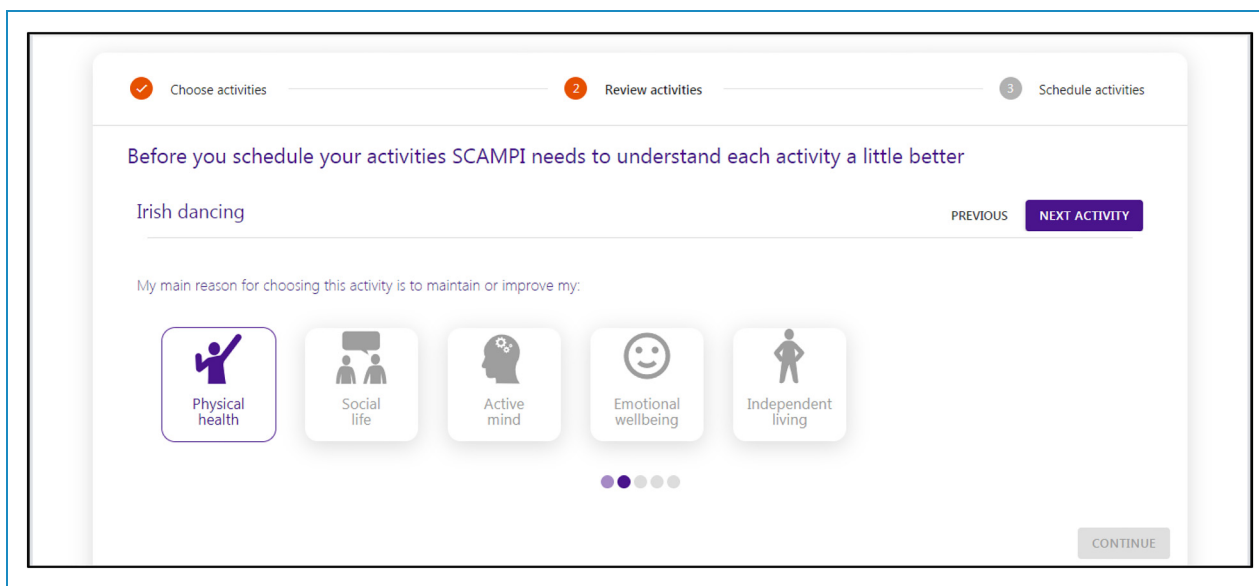 Choose activities
2 Review activities
3 Schedule activities
Before you schedule your activities SCAMPI needs to understand each activity a little better
Irish dancing
PREVIOUS
NEXT ACTIVITY
My main reason for choosing this activity is to maintain or improve my:
Physical
health
Social
life
Active
mind
Emotional
wellbeing
Independent
living
CONTINUE